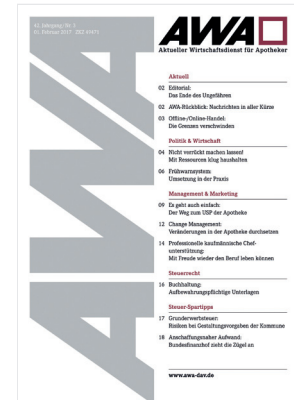 42. Jahrgang / Nr. 3
AWA
Aktueller Wirtschaftsdienst für Apotheker
AWA
Aktuell
02 Editorial:
Das Ende des Ungefähren
02 AWA-Rückblick: Nachrichten in aller Kürze
03 Offline-/Online-Handel:
Die Grenzen verschwinden
Politik & Wirtschaft
04 Nicht verrückt machen lassen!
Mit Ressourcen klug haushalten
06 Frühwarnsystem:
Umsetzung in der Praxis
Management & Marketing
09 Es geht auch einfach:
Der Weg zum USP der Apotheke
12 Change Management:
Veränderungen in der Apotheke durchsetzen
14 Professionelle kaufmännische Chef-
unterstützung:
Mit Freude wieder den Beruf leben können
Steuerrecht
16 Buchhaltung:
Aufbewahrungspflichtige Unterlagen
Steuer-Spartipps
17 Grunderwerbsteuer:
Risiken bei Gestaltungsvorgaben der Kommune
18 Anschaffungsnaher Aufwand:
Bundesfinanzhof zieht die Zügel an
www.awa-dav.de